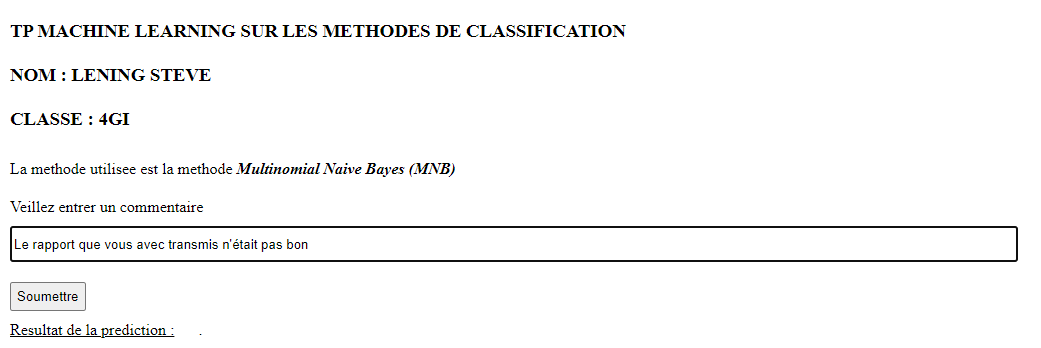 TP MACHINE LEARNING SUR LES METHODES DE CLASSIFICATION
NOM : LENING STEVE
CLASSE : 4GI
La methode utilisee est la methode Multinomial Naive Bayes (MNB)
Veillez entrer un commentaire
Le rapport que vous avec transmis n'était pas bon
Soumettre
Resultat de la prediction : .